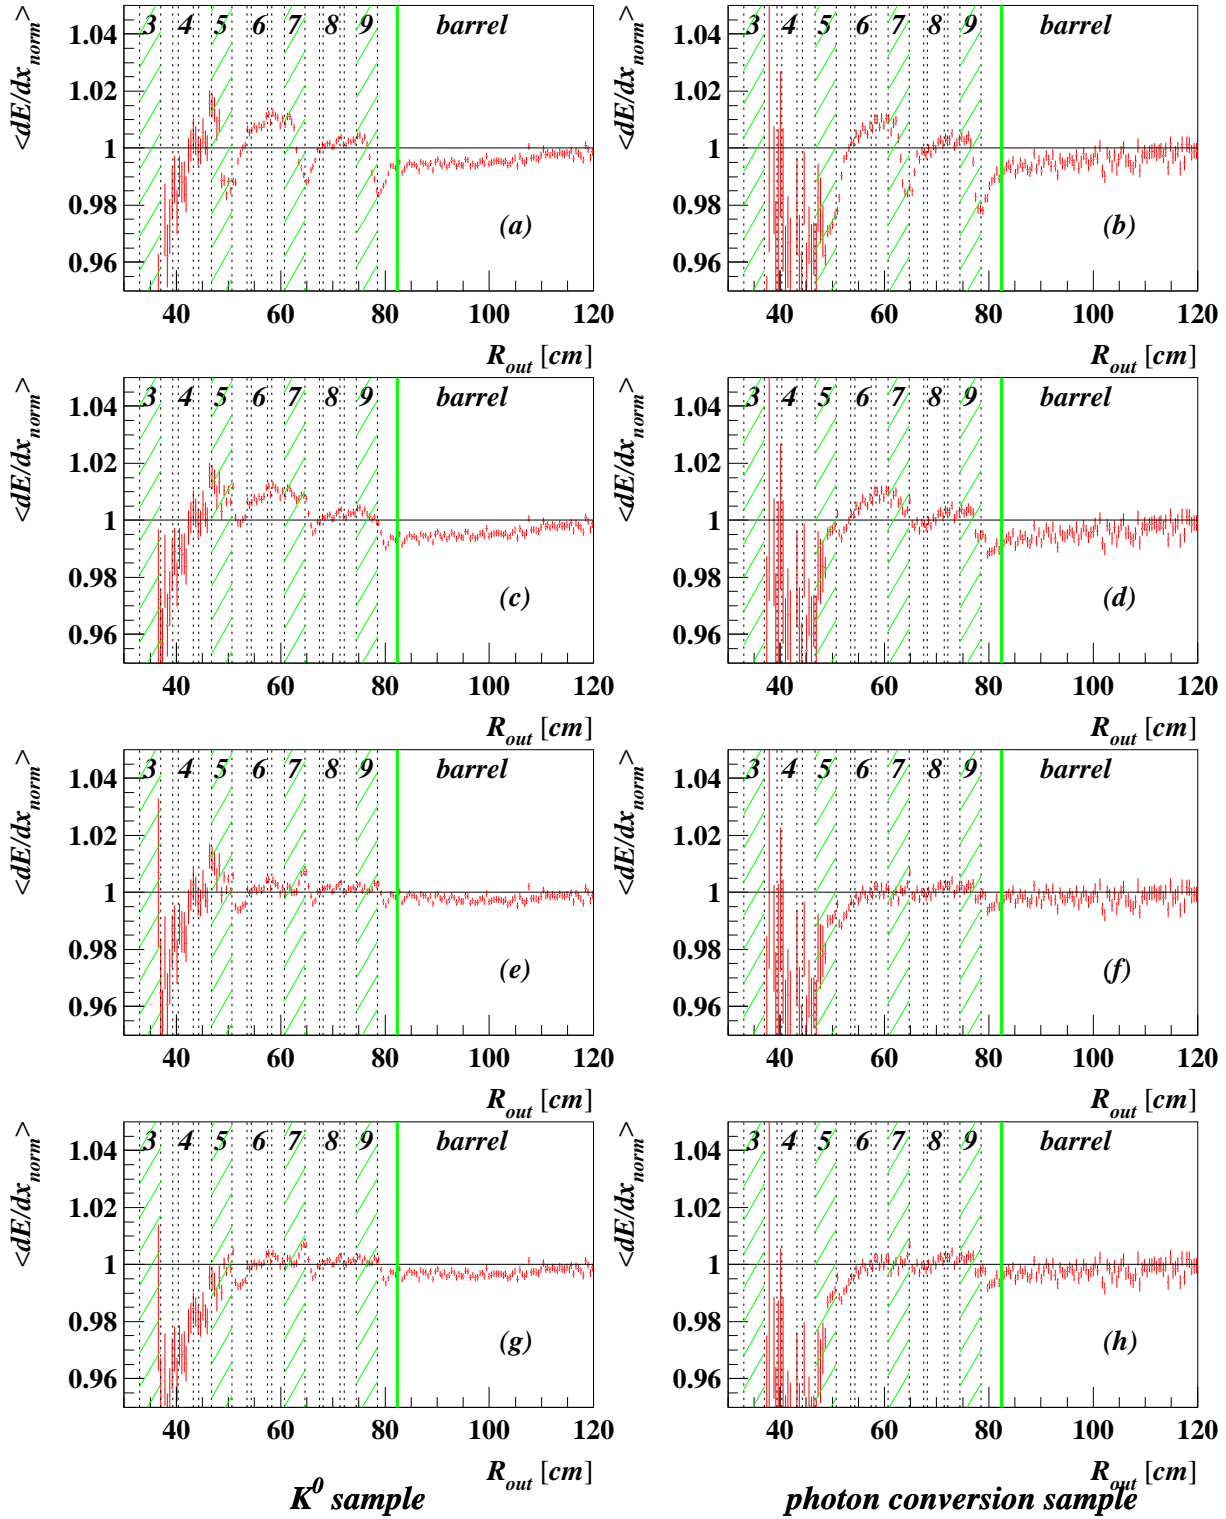 <dE/dx_norm>
<dE/dx_norm>
3 4 5 6 7 8 9 barrel
3 4 5 6 7 8 9 barrel
1.04
1.02
1
0.98
0.96
1.04
1.02
1
0.98
0.96
(a)
(b)
40 60 80 100 120
40 60 80 100 120
R_out [cm]
R_out [cm]
<dE/dx_norm>
<dE/dx_norm>
3 4 5 6 7 8 9 barrel
3 4 5 6 7 8 9 barrel
1.04
1.02
1
0.98
0.96
1.04
1.02
1
0.98
0.96
(c)
(d)
40 60 80 100 120
40 60 80 100 120
R_out [cm]
R_out [cm]
<dE/dx_norm>
<dE/dx_norm>
3 4 5 6 7 8 9 barrel
3 4 5 6 7 8 9 barrel
1.04
1.02
1
0.98
0.96
1.04
1.02
1
0.98
0.96
(e)
(f)
40 60 80 100 120
40 60 80 100 120
R_out [cm]
R_out [cm]
<dE/dx_norm>
<dE/dx_norm>
3 4 5 6 7 8 9 barrel
3 4 5 6 7 8 9 barrel
1.04
1.02
1
0.98
0.96
1.04
1.02
1
0.98
0.96
(g)
(h)
40 60 80 100 120
40 60 80 100 120
R_out [cm]
R_out [cm]
K^0 sample
photon conversion sample